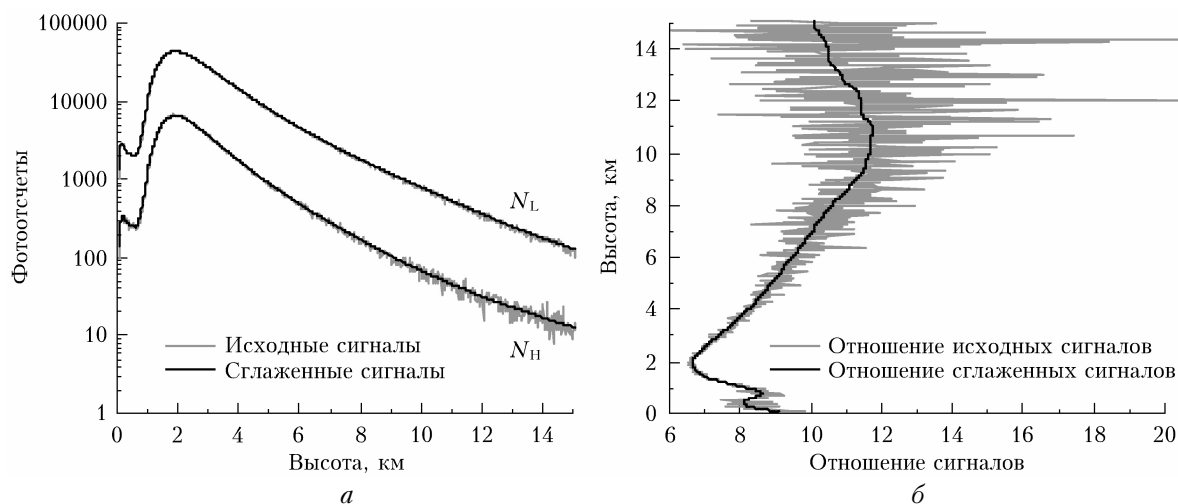 100000
10000
1000
100
10
1
Фотоотсчеты
N_L
N_H
Исходные сигналы
Сглаженные сигналы
0 2 4 6 8 10 12 14
Высота, км
а
14
12
10
8
6
4
2
0
Высота, км
Отношение исходных сигналов
Отношение сглаженных сигналов
6 8 10 12 14 16 18 20
Отношение сигналов
б